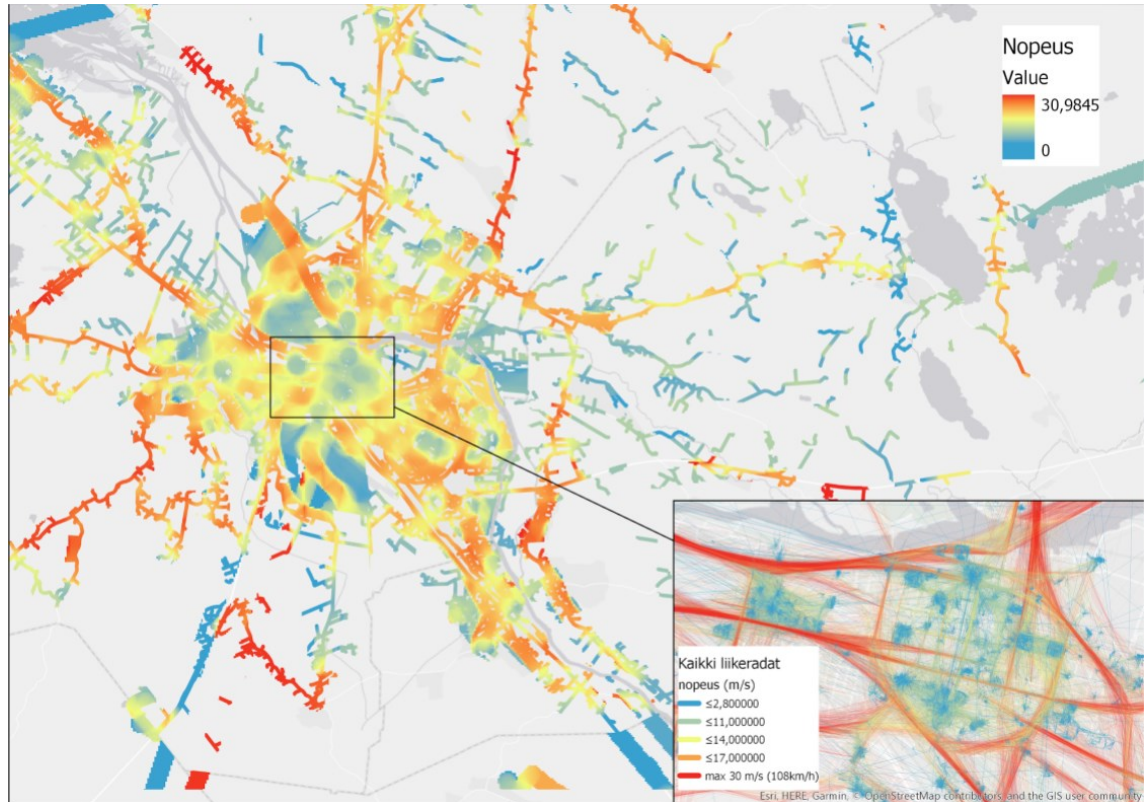 Nopeus
Value
30,9845
0
Kaikki liikeradat
nopeus (m/s)
≤2,800000
≤11,000000
≤14,000000
≤17,000000
max 30 m/s (108km/h)
Esri, HERE, Garmin, © OpenStreetMap contributors, and the GIS user community